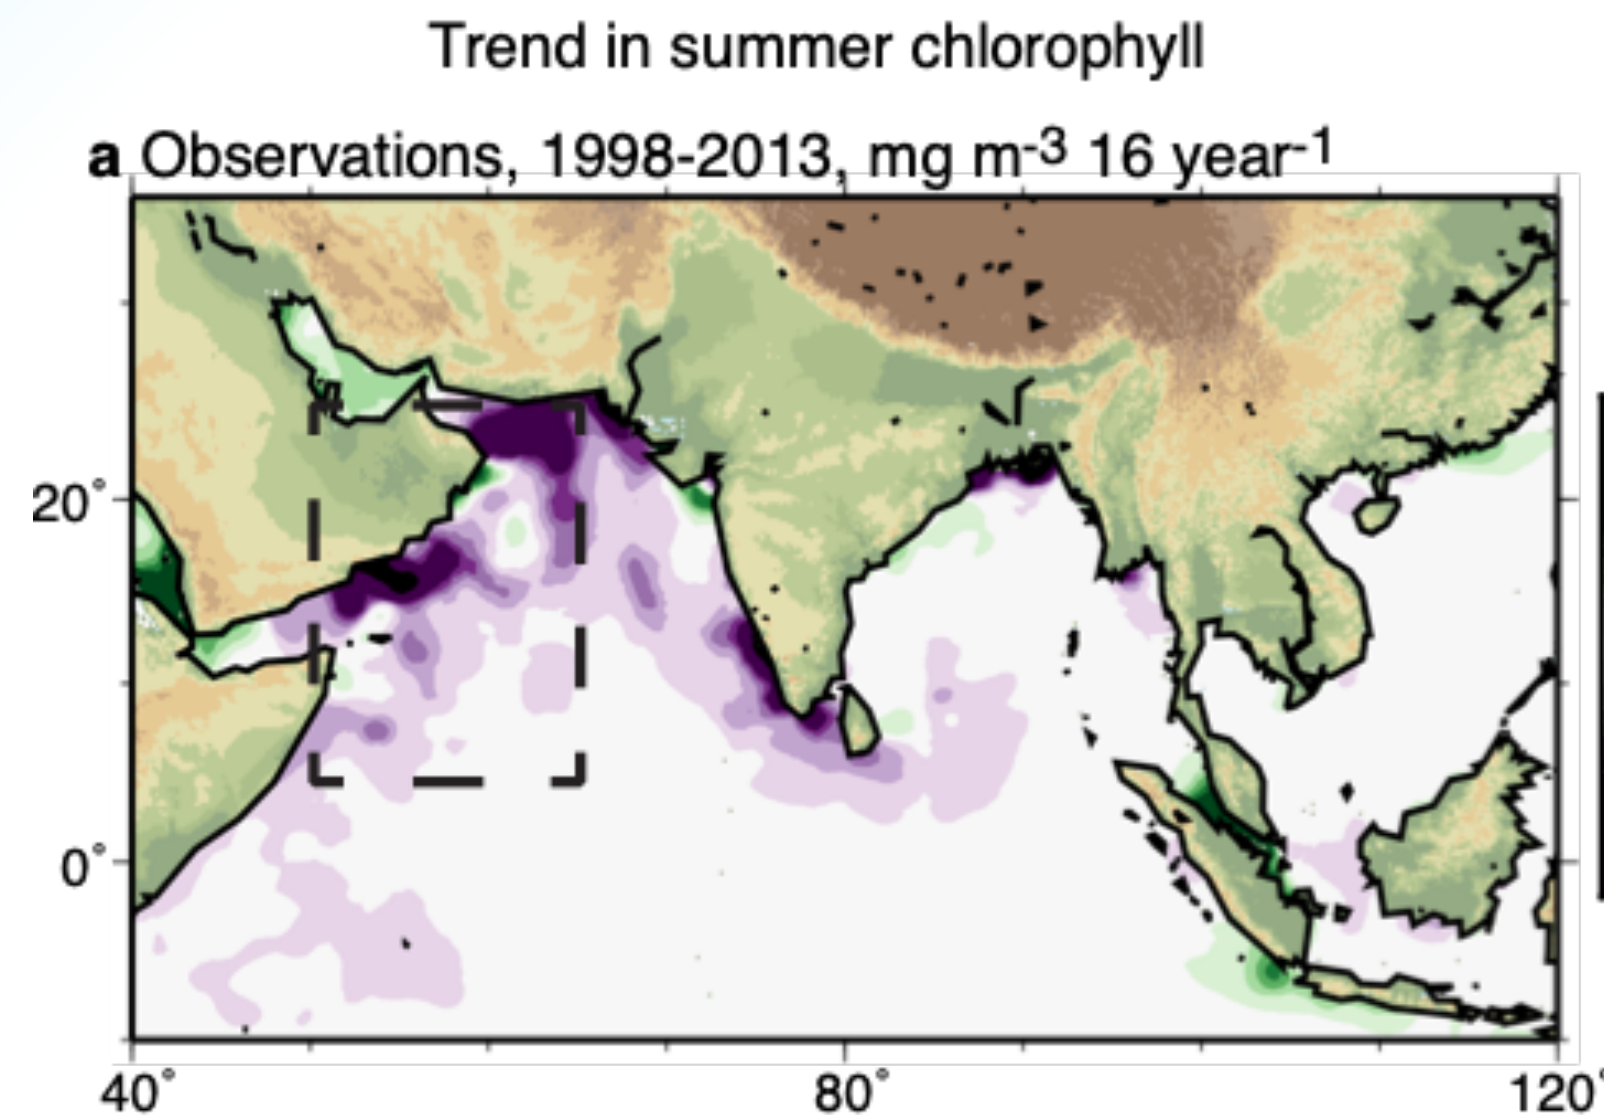 Trend in summer chlorophyll
a Observations, 1998-2013, mg m⁻³ 16 year⁻¹
20°
0°
40° 80° 120°